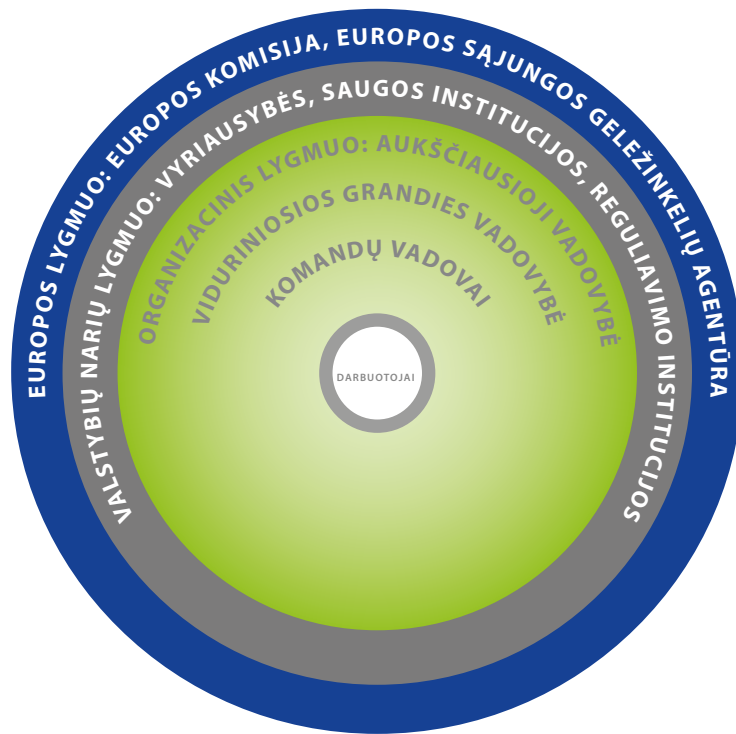 EUROPOS LYGMUO: EUROPOS KOMISIJA, EUROPOS SĄJUNGOS GELEŽINKELIŲ AGENTŪRA
VALSTYBIŲ NARIŲ LYGMUO: VYRIAUSYBĖS, SAUGOS INSTITUCIJOS, REGULIAVIMO INSTITUCIJOS
ORGANIZACINIS LYGMUO: AUKŠČIAUSIOJI VADOVYBĖ
VIDURINIOSIOS GRANDIES VADOVYBĖ
KOMANDŲ VADOVAI
DARBUOTOJAI